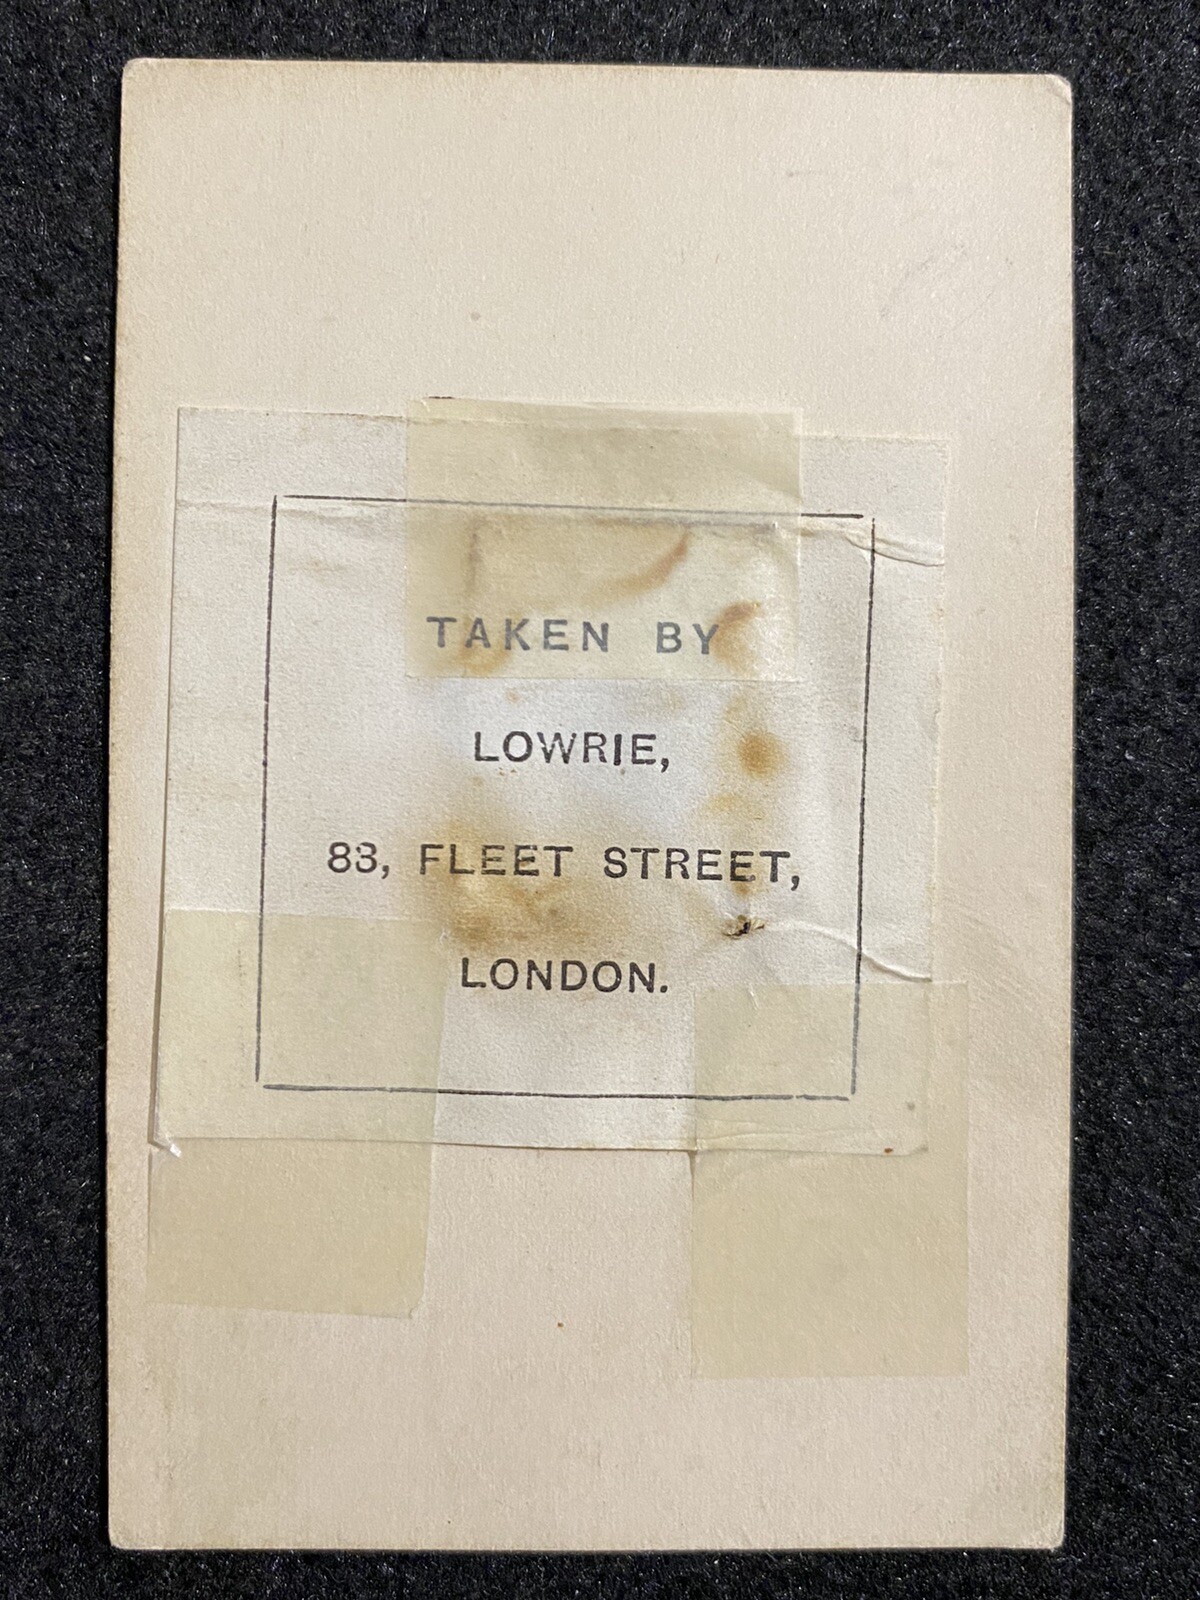 TAKEN BY
LOWRIE,
83, FLEET STREET,
LONDON.